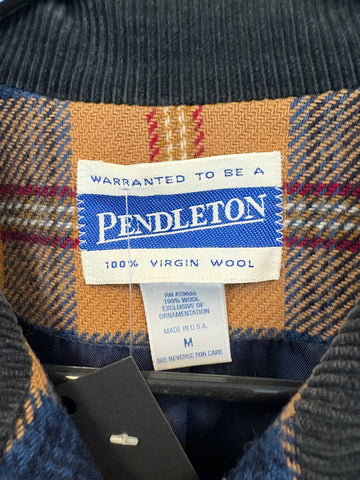 WARRANTED TO BE A
PENDLETON
100% VIRGIN WOOL
RN #29685
100% WOOL
EXCLUSIVE OF
ORNAMENTATION
MADE IN U.S.A.
M
SEE REVERSE FOR CARE